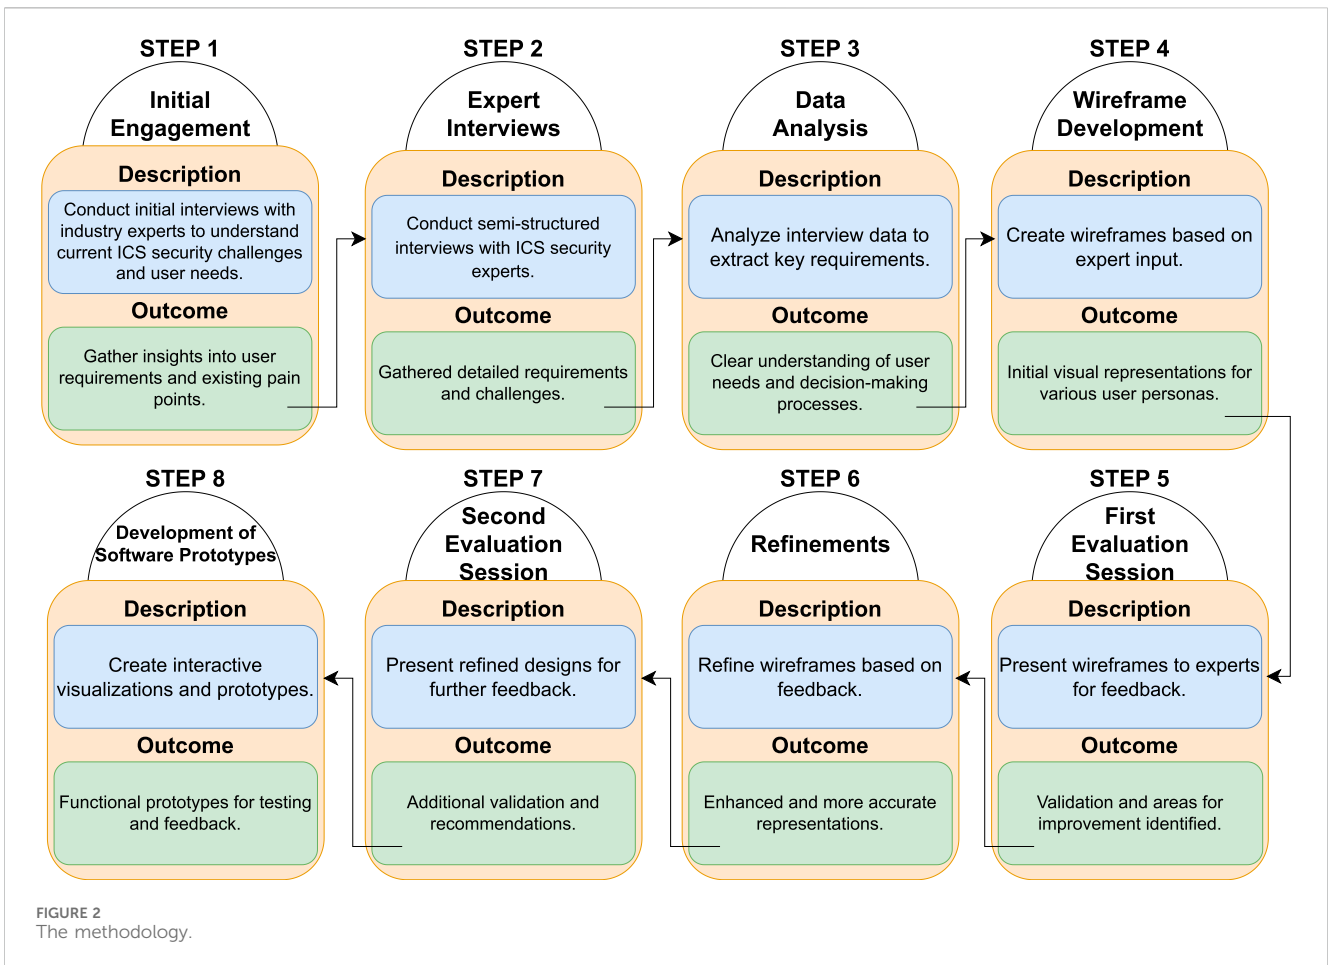 STEP 1
Initial
Engagement
Description
Conduct initial interviews with
industry experts to understand
current ICS security challenges
and user needs.
Outcome
Gather insights into user
requirements and existing pain
points.
STEP 2
Expert
Interviews
Description
Conduct semi-structured
interviews with ICS security
experts.
Outcome
Gathered detailed requirements
and challenges.
STEP 3
Data
Analysis
Description
Analyze interview data to
extract key requirements.
Outcome
Clear understanding of user
needs and decision-making
processes.
STEP 4
Wireframe
Development
Description
Create wireframes based on
expert input.
Outcome
Initial visual representations for
various user personas.
STEP 5
First
Evaluation
Session
Description
Present wireframes to experts
for feedback.
Outcome
Validation and areas for
improvement identified.
STEP 6
Refinements
Description
Refine wireframes based on
feedback.
Outcome
Enhanced and more accurate
representations.
STEP 7
Second
Evaluation
Session
Description
Present refined designs for
further feedback.
Outcome
Additional validation and
recommendations.
STEP 8
Development of
Software Prototypes
Description
Create interactive
visualizations and prototypes.
Outcome
Functional prototypes for testing
and feedback.
FIGURE 2
The methodology.